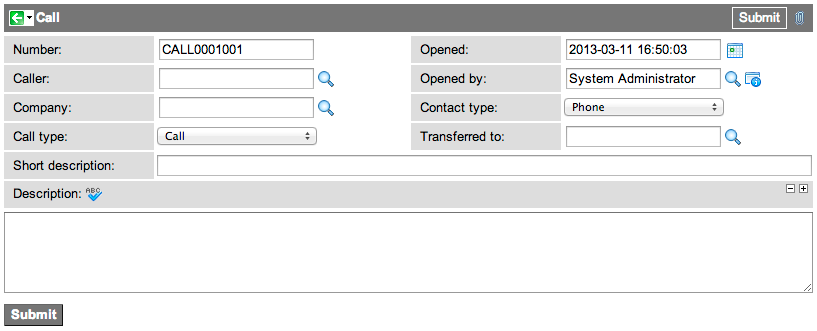 Call Submit
Number: CALL0001001 Opened: 2013-03-11 16:50:03
Caller: Opened by: System Administrator
Company: Contact type: Phone
Call type: Call Transferred to:
Short description:
Description: ABC
Submit